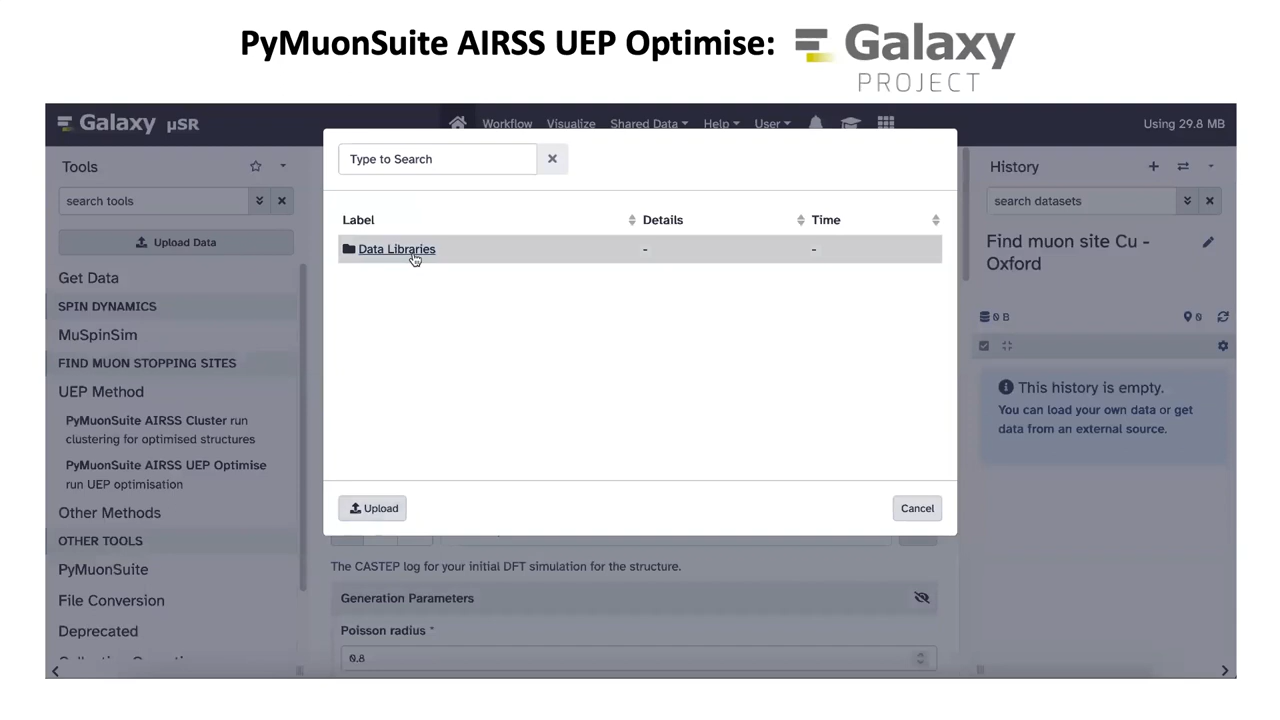 PyMuonSuite AIRSS UEP Optimise:
Galaxy
PROJECT
Galaxy μSR
Workflow
Visualize
Shared Data
Help
User
Using 29.8 MB
Tools
search tools
Upload Data
Get Data
SPIN DYNAMICS
MuSpinSim
FIND MUON STOPPING SITES
UEP Method
PyMuonSuite AIRSS Cluster run
clustering for optimised structures
PyMuonSuite AIRSS UEP Optimise
run UEP optimisation
Other Methods
OTHER TOOLS
PyMuonSuite
File Conversion
Deprecated
Type to Search
Label
Details
Time
Data Libraries
-
-
Upload
Cancel
The CASTEP log for your initial DFT simulation for the structure.
Generation Parameters
Poisson radius *
0.8
History
search datasets
Find muon site Cu -
Oxford
0 B
0
This history is empty.
You can load your own data or get
data from an external source.